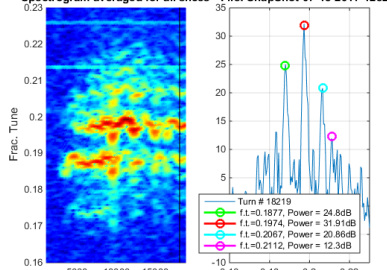 0.23
0.22
0.21
0.2
0.19
0.18
0.17
0.16
Frac. Tune
35
30
25
20
15
10
5
-10
Turn # 18219
f.t.=0.1877, Power = 24.8dB
f.t.=0.1974, Power = 31.91dB
f.t.=0.2067, Power = 20.86dB
f.t.=0.2112, Power = 12.3dB